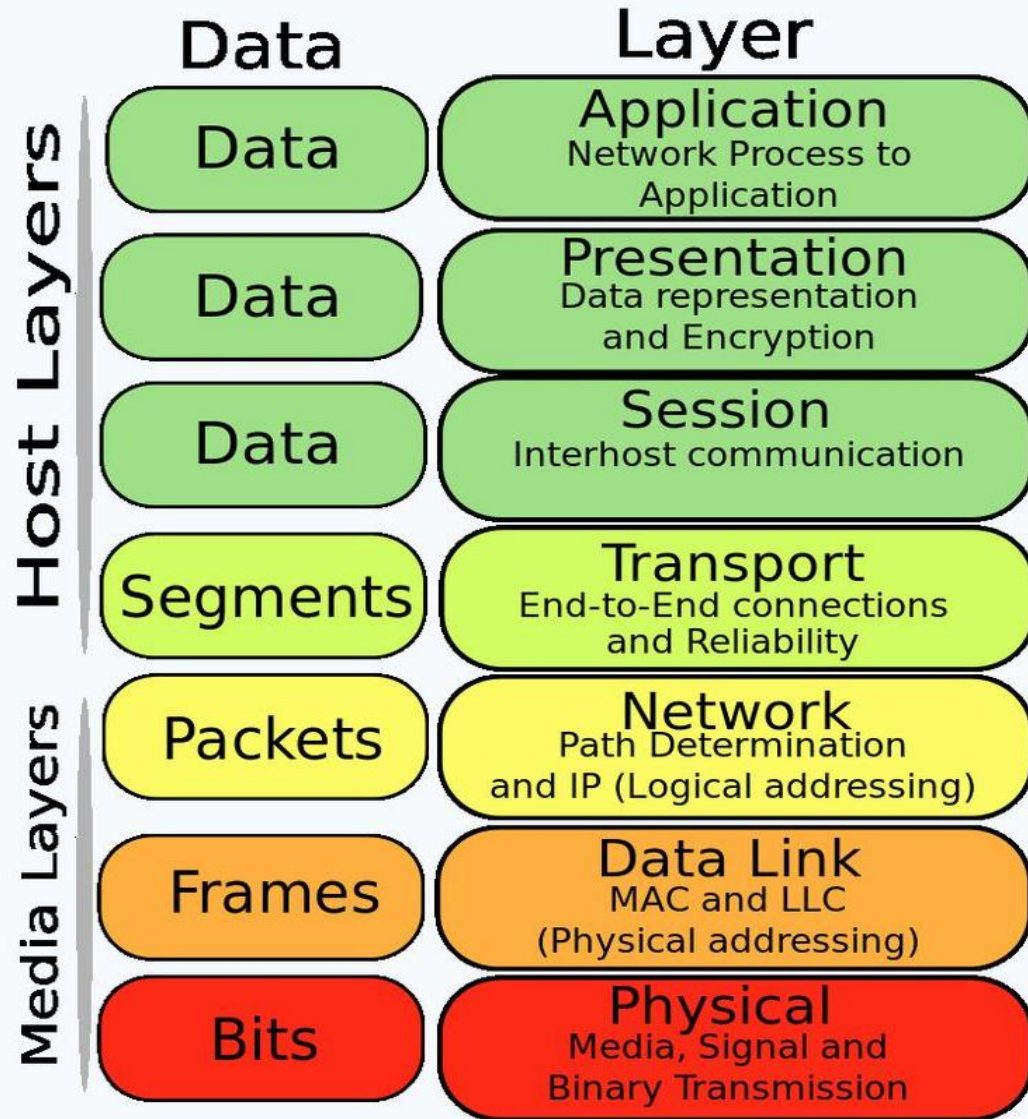 Data
Layer
Host Layers
Data
Application
Network Process to
Application
Data
Presentation
Data representation
and Encryption
Data
Session
Interhost communication
Segments
Transport
End-to-End connections
and Reliability
Media Layers
Packets
Network
Path Determination
and IP (Logical addressing)
Frames
Data Link
MAC and LLC
(Physical addressing)
Bits
Physical
Media, Signal and
Binary Transmission